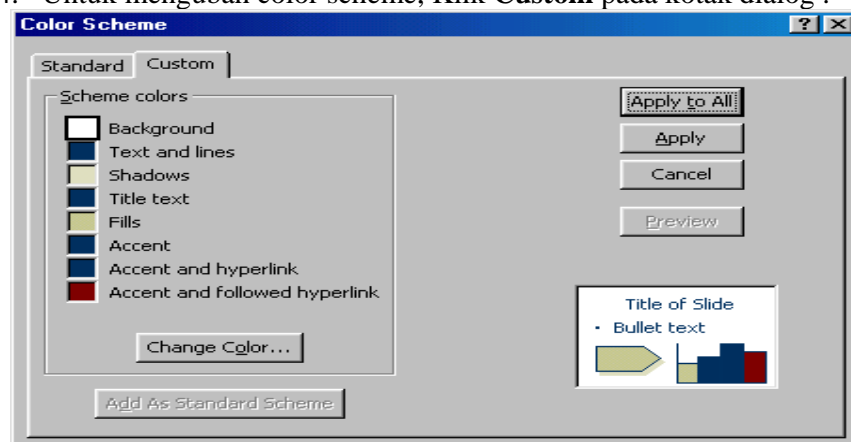 4. Untuk mengubah color scheme, Klik Custom pada kotak dialog :
Color Scheme
Standard Custom
Scheme colors
Background
Text and lines
Shadows
Title text
Fills
Accent
Accent and hyperlink
Accent and followed hyperlink
Change Color...
Add As Standard Scheme
Apply to All
Apply
Cancel
Preview
Title of Slide
• Bullet text